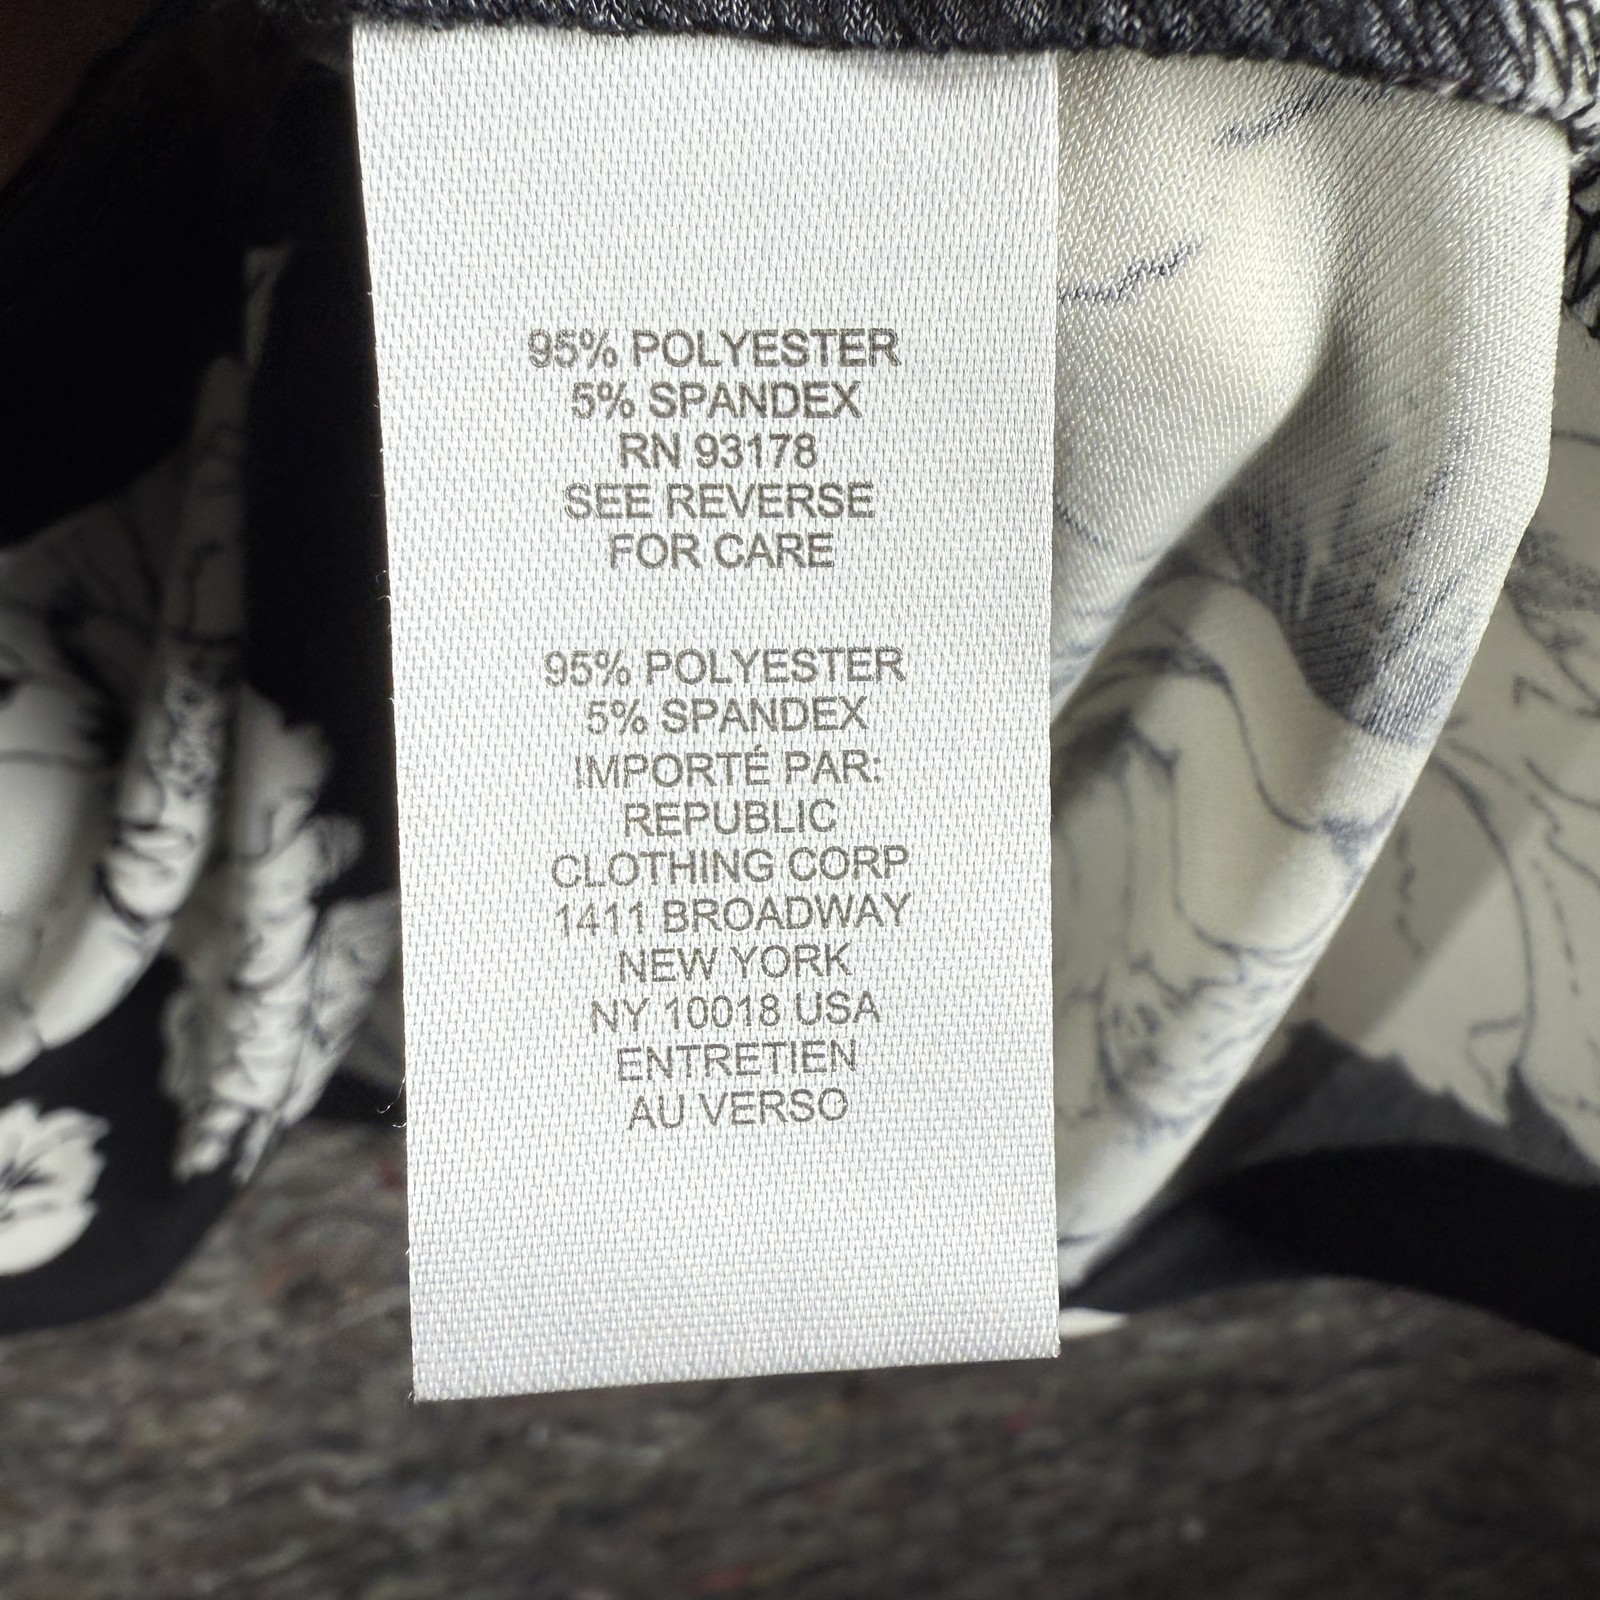 95% POLYESTER
5% SPANDEX
RN 93178
SEE REVERSE
FOR CARE
95% POLYESTER
5% SPANDEX
IMPORTÉ PAR:
REPUBLIC
CLOTHING CORP
1411 BROADWAY
NEW YORK
NY 10018 USA
ENTRETIEN
AU VERSO